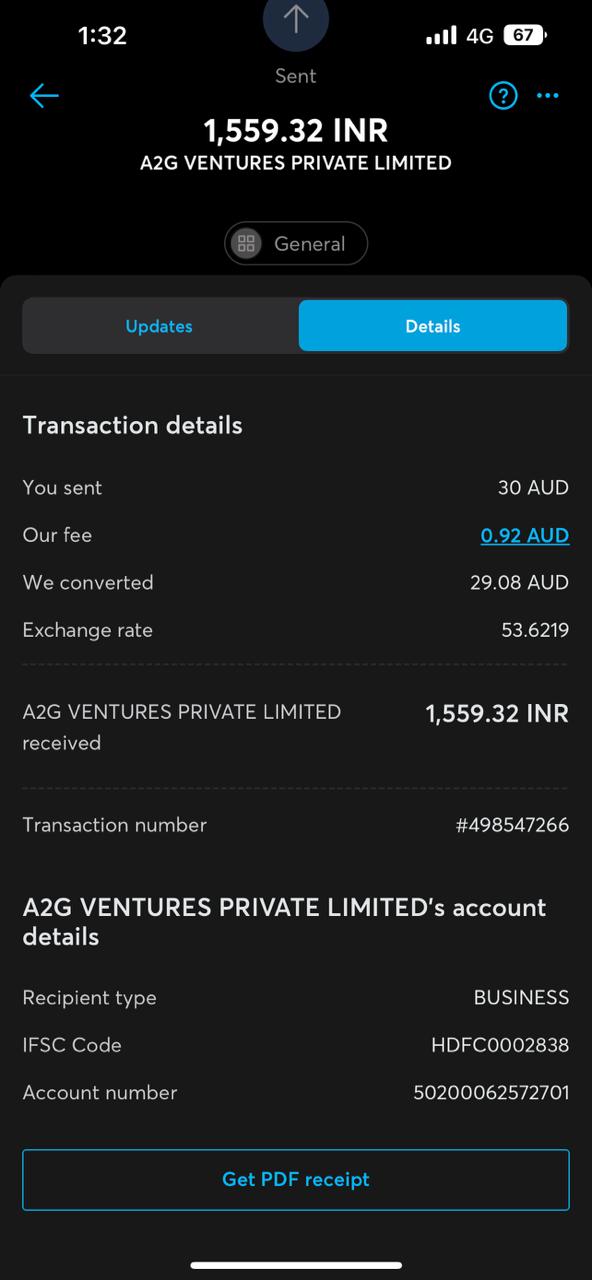 1:32
4G
67
Sent
?
1,559.32 INR
A2G VENTURES PRIVATE LIMITED
General
Updates
Details
Transaction details
You sent 30 AUD
Our fee 0.92 AUD
We converted 29.08 AUD
Exchange rate 53.6219
A2G VENTURES PRIVATE LIMITED 1,559.32 INR
received
Transaction number #498547266
A2G VENTURES PRIVATE LIMITED's account
details
Recipient type BUSINESS
IFSC Code HDFC0002838
Account number 50200062572701
Get PDF receipt